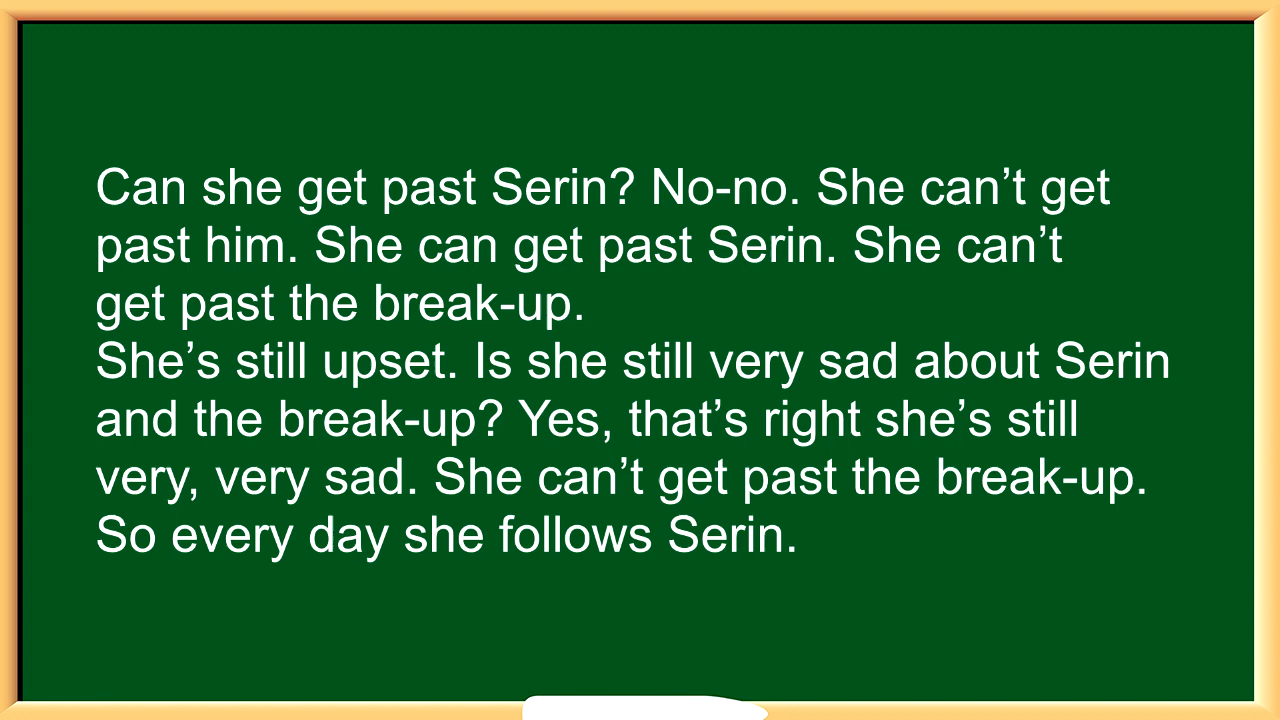 Can she get past Serin? No-no. She can’t get
past him. She can get past Serin. She can’t
get past the break-up.
She’s still upset. Is she still very sad about Serin
and the break-up? Yes, that’s right she’s still
very, very sad. She can’t get past the break-up.
So every day she follows Serin.